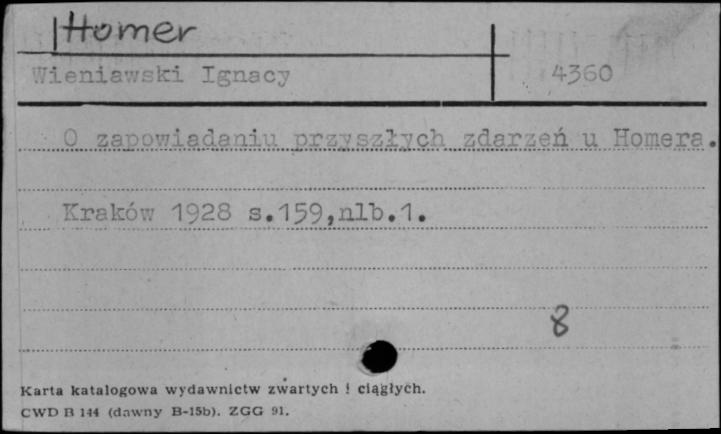 Homer
Wieniawski Ignacy 4360
O zapowiadaniu przyszłych zdarzeń u Homera.
Kraków 1928 s.159,nlb.1.
8
Karta katalogowa wydawnictw zwartych i ciągłych.
CWD B 144 (dawny B-15b). ZGG 91.